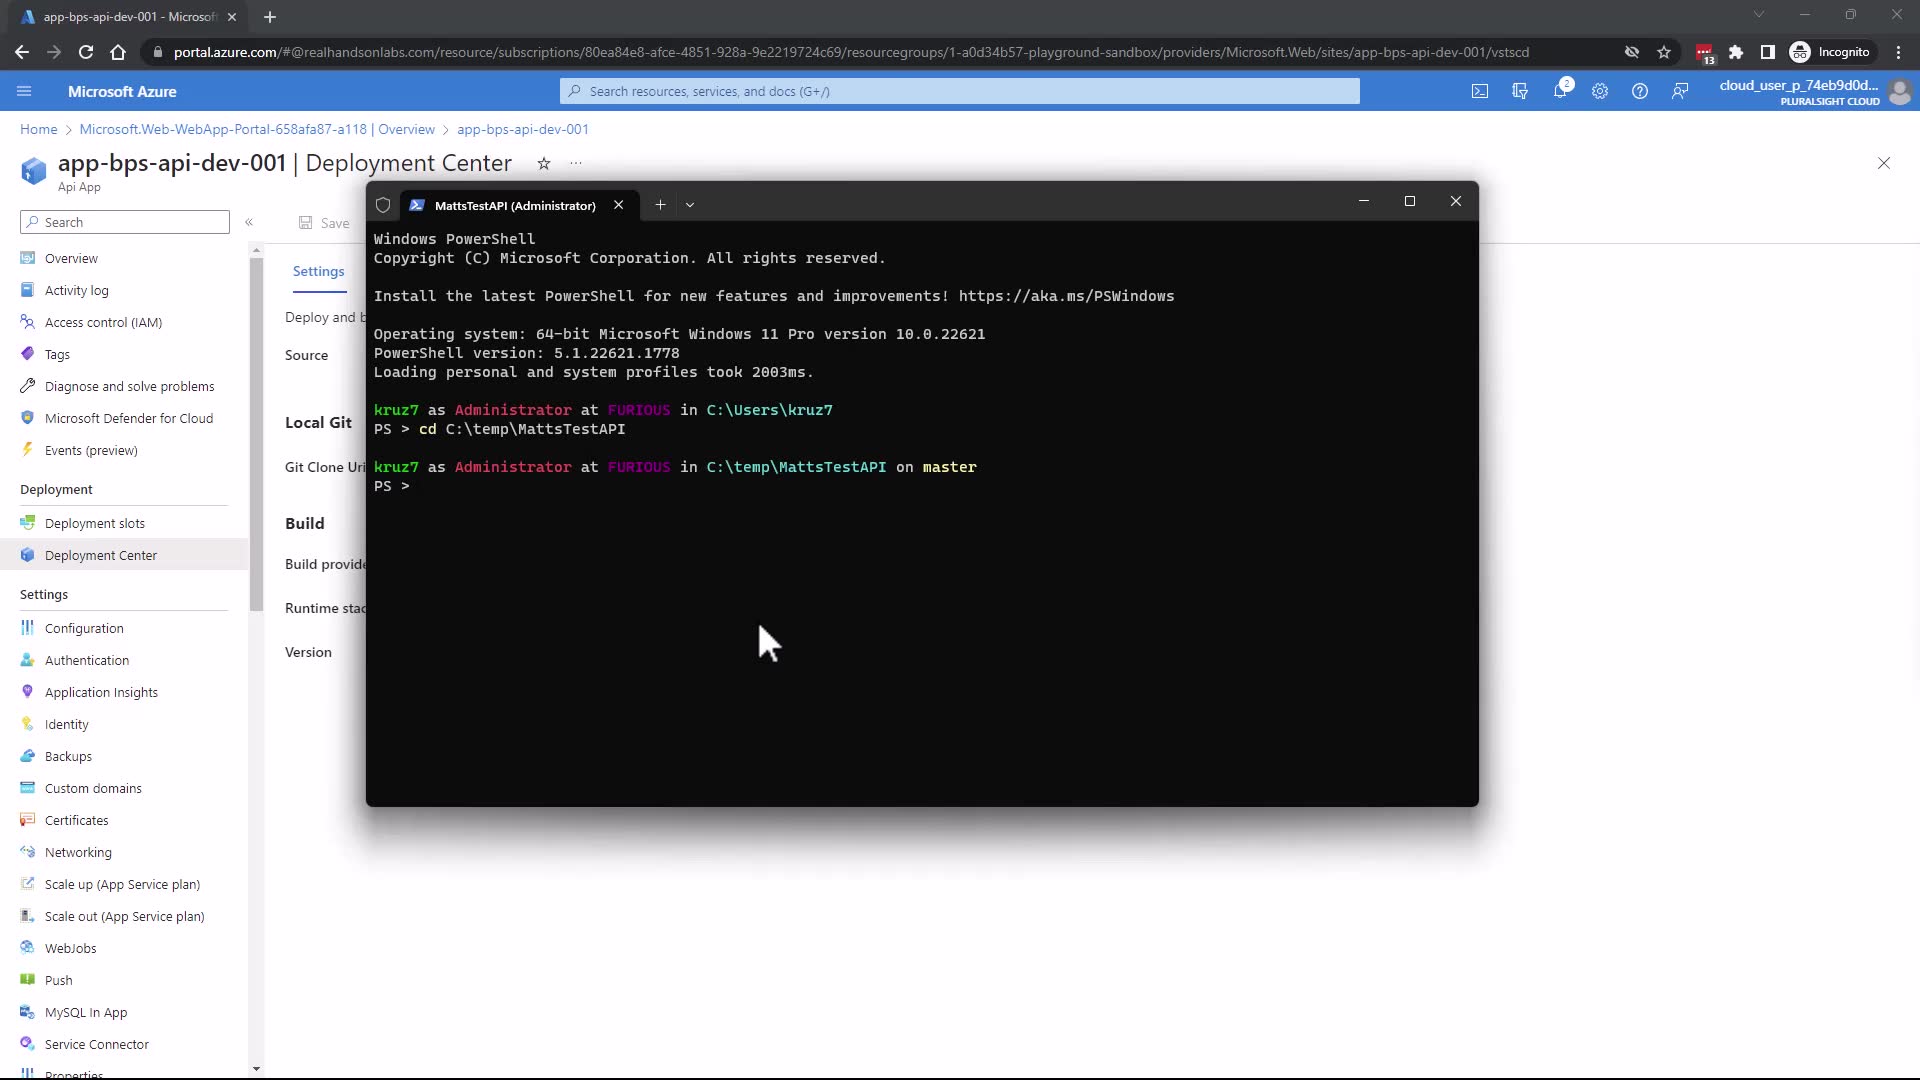 app-bps-api-dev-001 - Microsoft
portal.azure.com/#@realhandsonlabs.com/resource/subscriptions/80ea84e8-afce-4851-928a-9e2219724c69/resourcegroups/1-a0d34b57-playground-sandbox/providers/Microsoft.Web/sites/app-bps-api-dev-001/vstscd
13
Incognito
Microsoft Azure
Search resources, services, and docs (G+/)
2
cloud_user_p_74eb9d0d...
PLURALSIGHT CLOUD
Home > Microsoft.Web-WebApp-Portal-658afa87-a118 | Overview > app-bps-api-dev-001
app-bps-api-dev-001 | Deployment Center
Api App
Search
Save
Overview
Activity log
Access control (IAM)
Tags
Diagnose and solve problems
Microsoft Defender for Cloud
Events (preview)
Deployment
Deployment slots
Deployment Center
Settings
Configuration
Authentication
Application Insights
Identity
Backups
Custom domains
Certificates
Networking
Scale up (App Service plan)
Scale out (App Service plan)
WebJobs
Push
MySQL In App
Service Connector
Properties
Settings
Deploy and b
Source
Local Git
Git Clone Uri
Build
Build provide
Runtime stac
Version
MattsTestAPI (Administrator)
Windows PowerShell
Copyright (C) Microsoft Corporation. All rights reserved.
Install the latest PowerShell for new features and improvements! https://aka.ms/PSWindows
Operating system: 64-bit Microsoft Windows 11 Pro version 10.0.22621
PowerShell version: 5.1.22621.1778
Loading personal and system profiles took 2003ms.
kruz7 as Administrator at FURIOUS in C:\Users\kruz7
PS > cd C:\temp\MattsTestAPI
kruz7 as Administrator at FURIOUS in C:\temp\MattsTestAPI on master
PS >